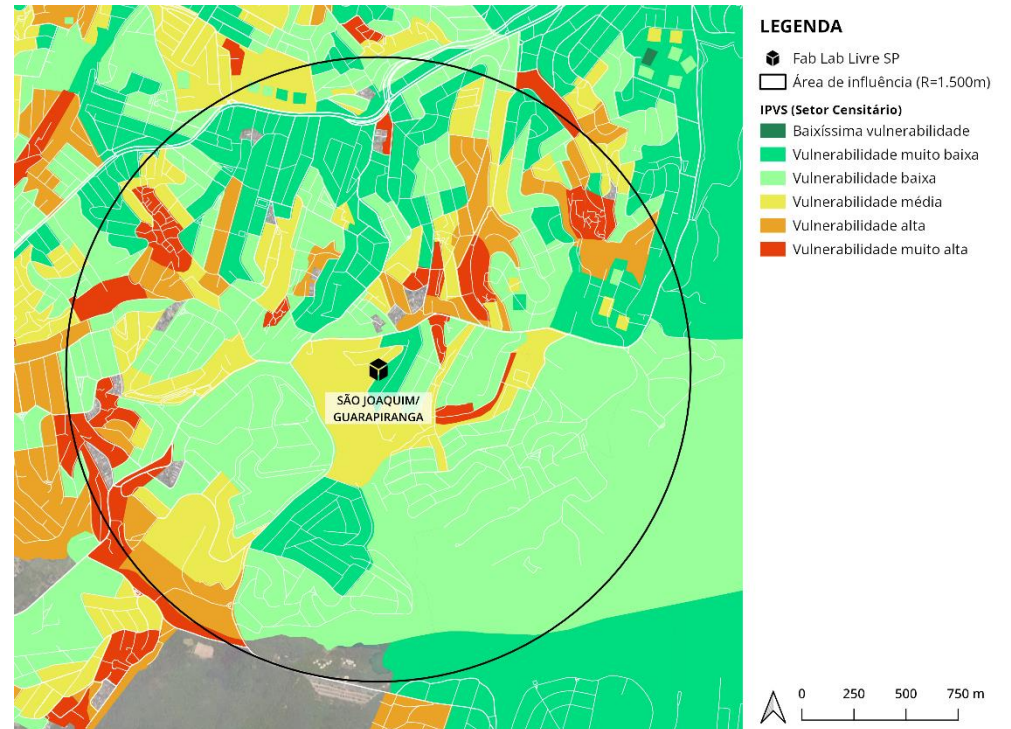 LEGENDA
Fab Lab Livre SP
Área de influência (R=1.500m)
IPVS (Setor Censitário)
Baixíssima vulnerabilidade
Vulnerabilidade muito baixa
Vulnerabilidade baixa
Vulnerabilidade média
Vulnerabilidade alta
Vulnerabilidade muito alta
SÃO JOAQUIM/
GUARAPIRANGA
0 250 500 750 m